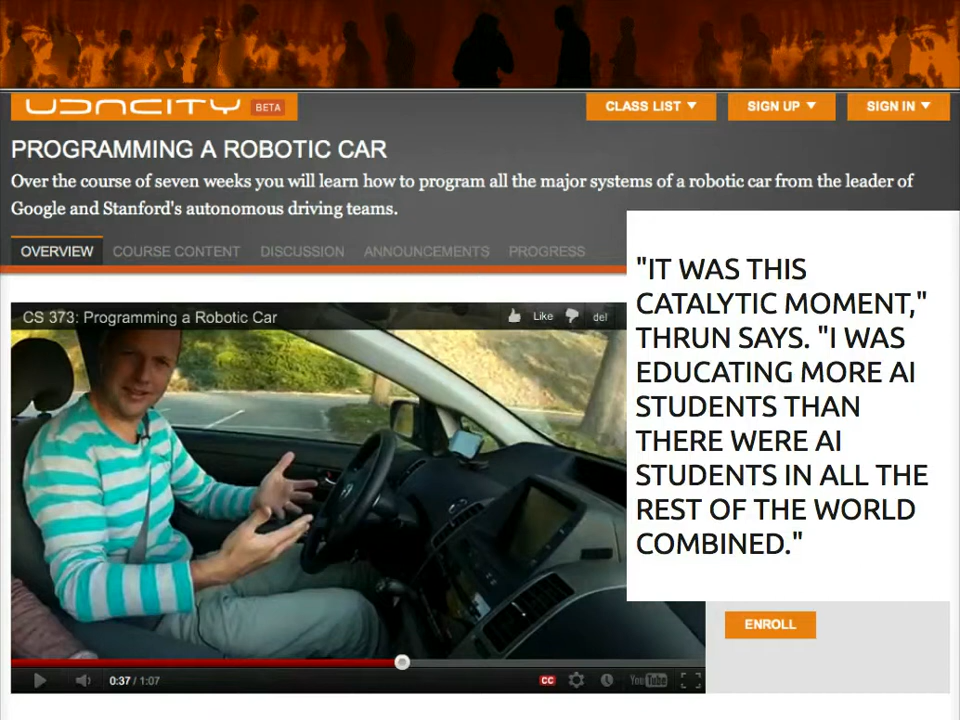 UDACITY BETA
CLASS LIST ▼ SIGN UP ▼ SIGN IN ▼
PROGRAMMING A ROBOTIC CAR
Over the course of seven weeks you will learn how to program all the major systems of a robotic car from the leader of
Google and Stanford's autonomous driving teams.
OVERVIEW COURSE CONTENT DISCUSSION ANNOUNCEMENTS PROGRESS
CS 373: Programming a Robotic Car
Like
"IT WAS THIS
CATALYTIC MOMENT,"
THRUN SAYS. "I WAS
EDUCATING MORE AI
STUDENTS THAN
THERE WERE AI
STUDENTS IN ALL THE
REST OF THE WORLD
COMBINED."
ENROLL
0:37 / 1:07
CC
YouTube